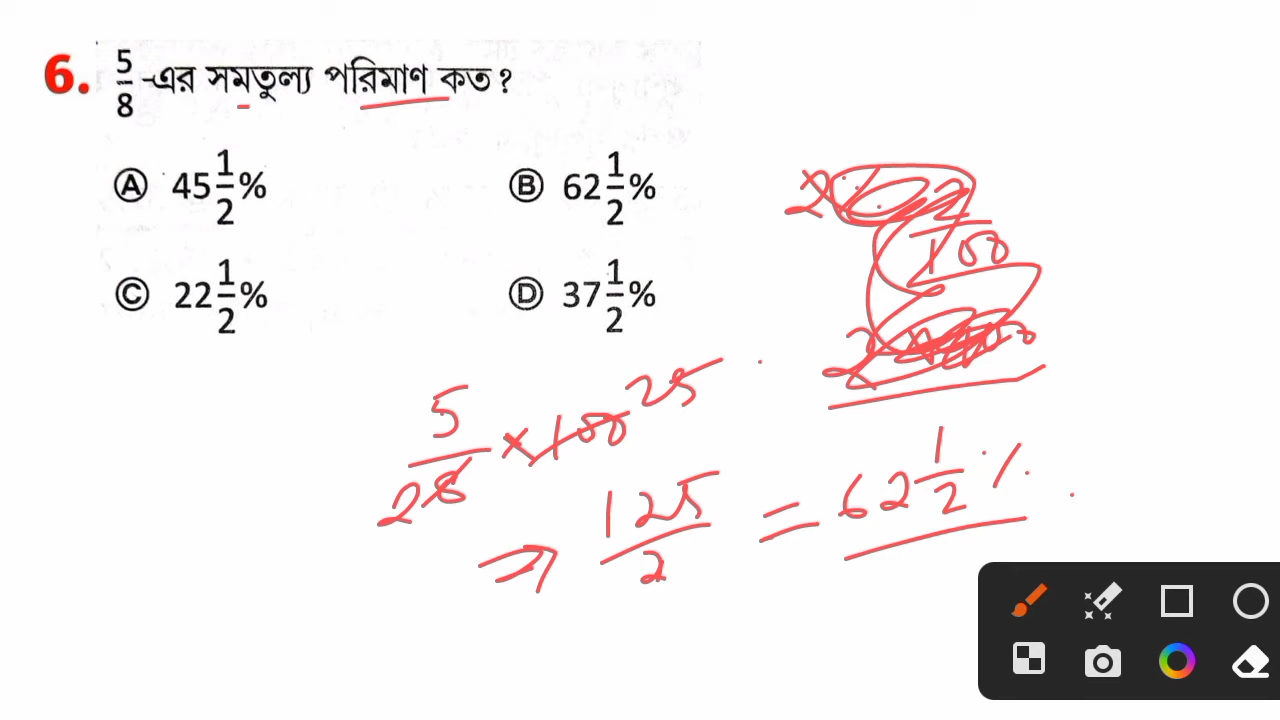 6. 5/8 -এর সমতুল্য পরিমাণ কত?
Ⓐ 45 1/2 %
Ⓑ 62 1/2 %
Ⓒ 22 1/2 %
Ⓓ 37 1/2 %
5/8 × 100 25
2
⇒ 125/2 = 62 1/2 %